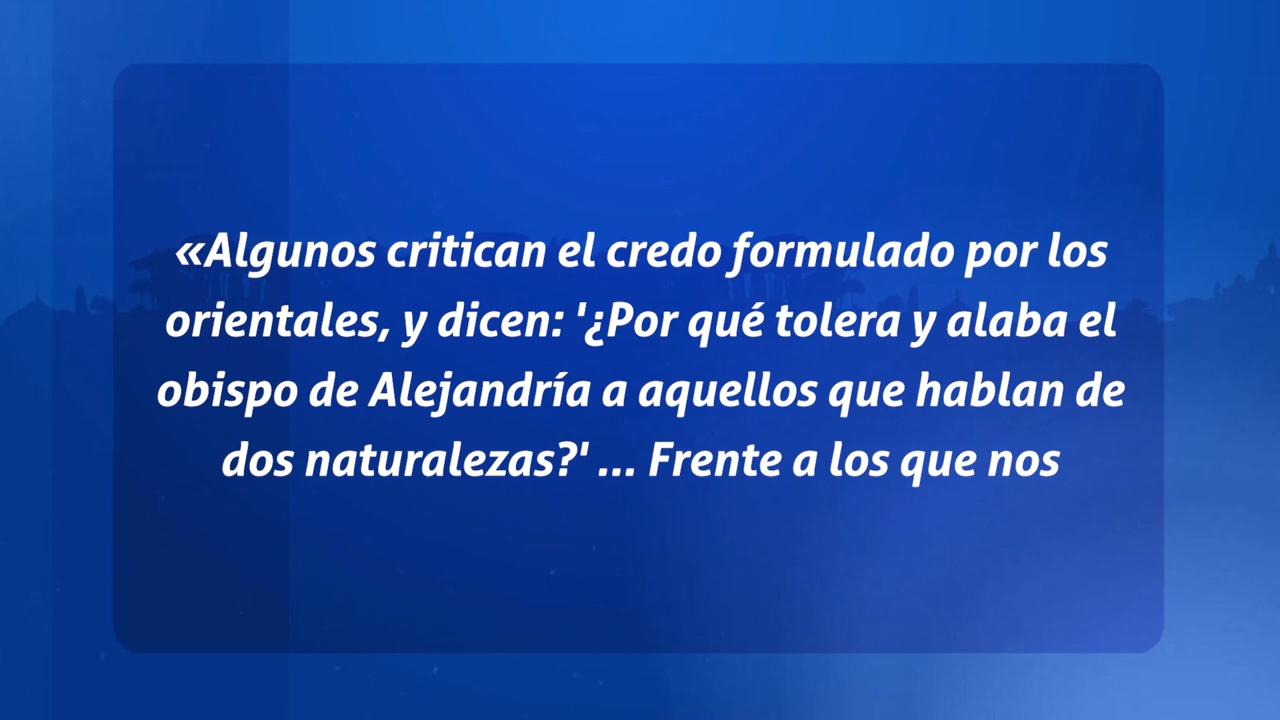 «Algunos critican el credo formulado por los
orientales, y dicen: '¿Por qué tolera y alaba el
obispo de Alejandría a aquellos que hablan de
dos naturalezas?' ... Frente a los que nos